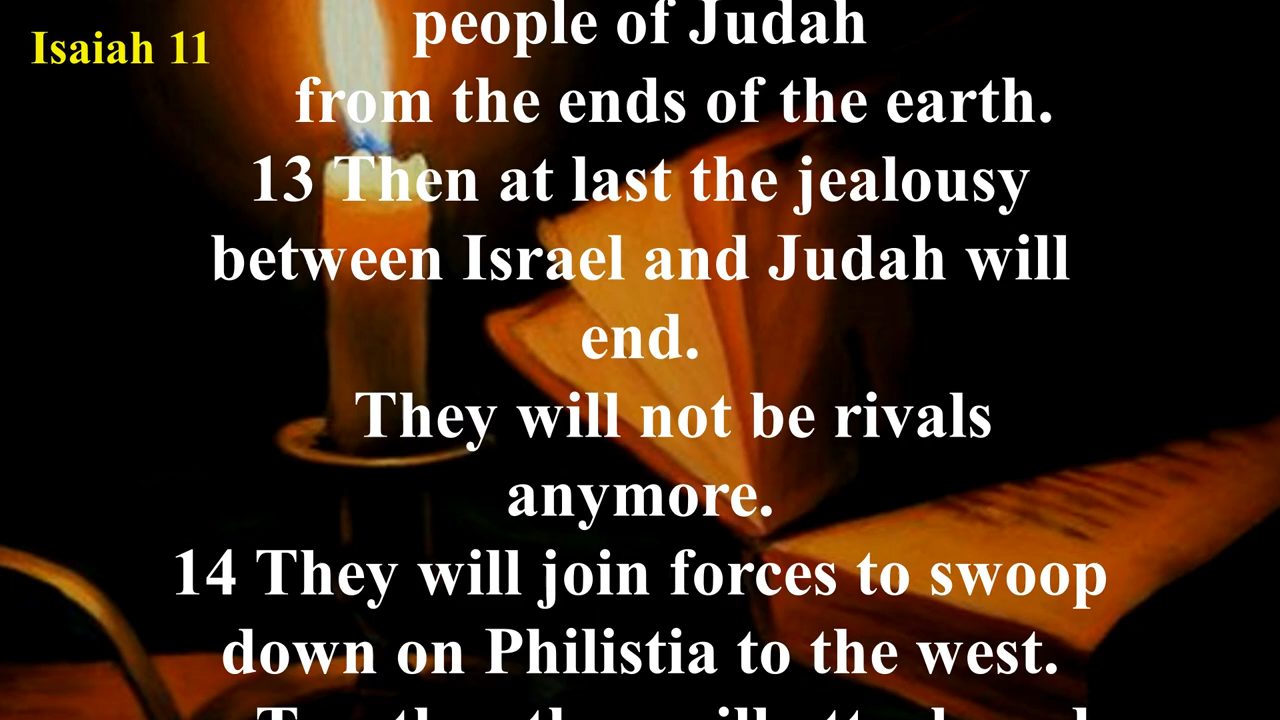 Isaiah 11
people of Judah
from the ends of the earth.
13 Then at last the jealousy
between Israel and Judah will
end.
They will not be rivals
anymore.
14 They will join forces to swoop
down on Philistia to the west.